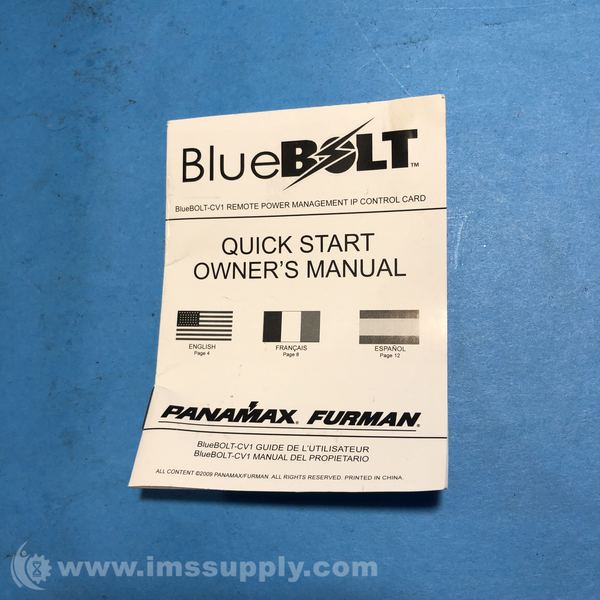 BlueBOLT™
BlueBOLT-CV1 REMOTE POWER MANAGEMENT IP CONTROL CARD
QUICK START
OWNER'S MANUAL
ENGLISH
Page 4
FRANÇAIS
Page 8
ESPAÑOL
Page 12
PANAMAX® FURMAN®
BlueBOLT-CV1 GUIDE DE L'UTILISATEUR
BlueBOLT-CV1 MANUAL DEL PROPIETARIO
ALL CONTENT ©2009 PANAMAX/FURMAN. ALL RIGHTS RESERVED. PRINTED IN CHINA.
www.imssupply.com